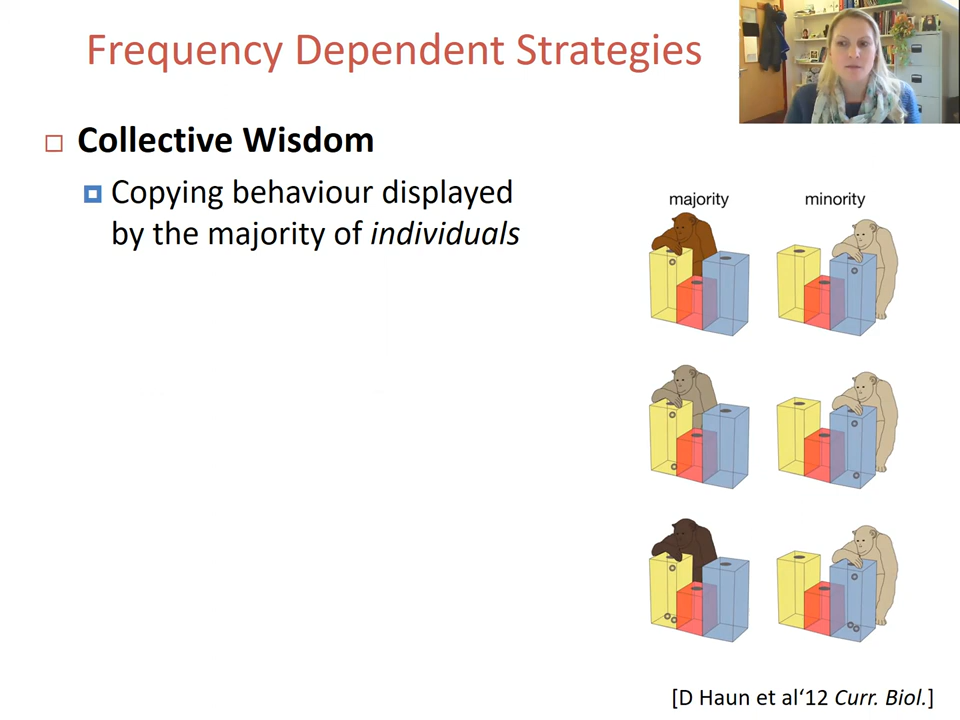 Frequency Dependent Strategies
Collective Wisdom
Copying behaviour displayed
by the majority of individuals
majority
minority
[D Haun et al‘12 Curr. Biol.]